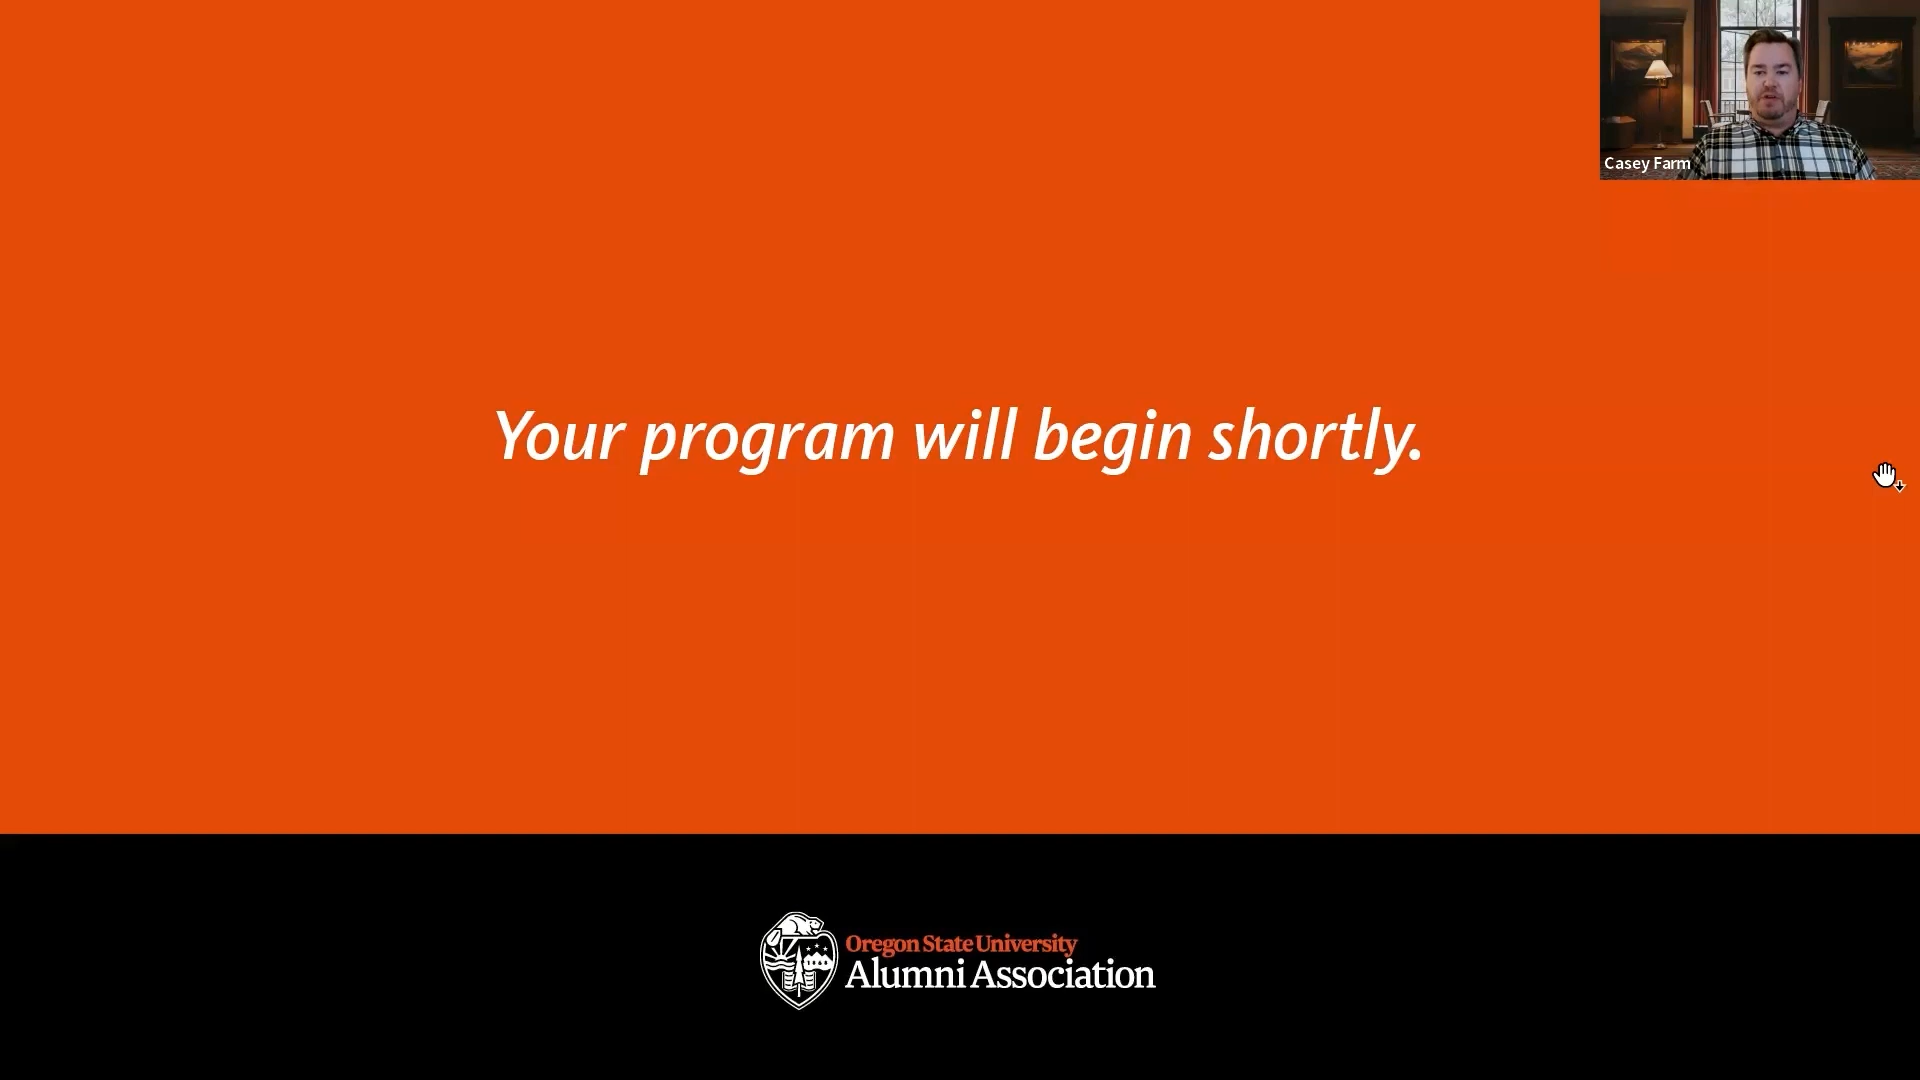 Casey Farm
Your program will begin shortly.
Oregon State University
Alumni Association